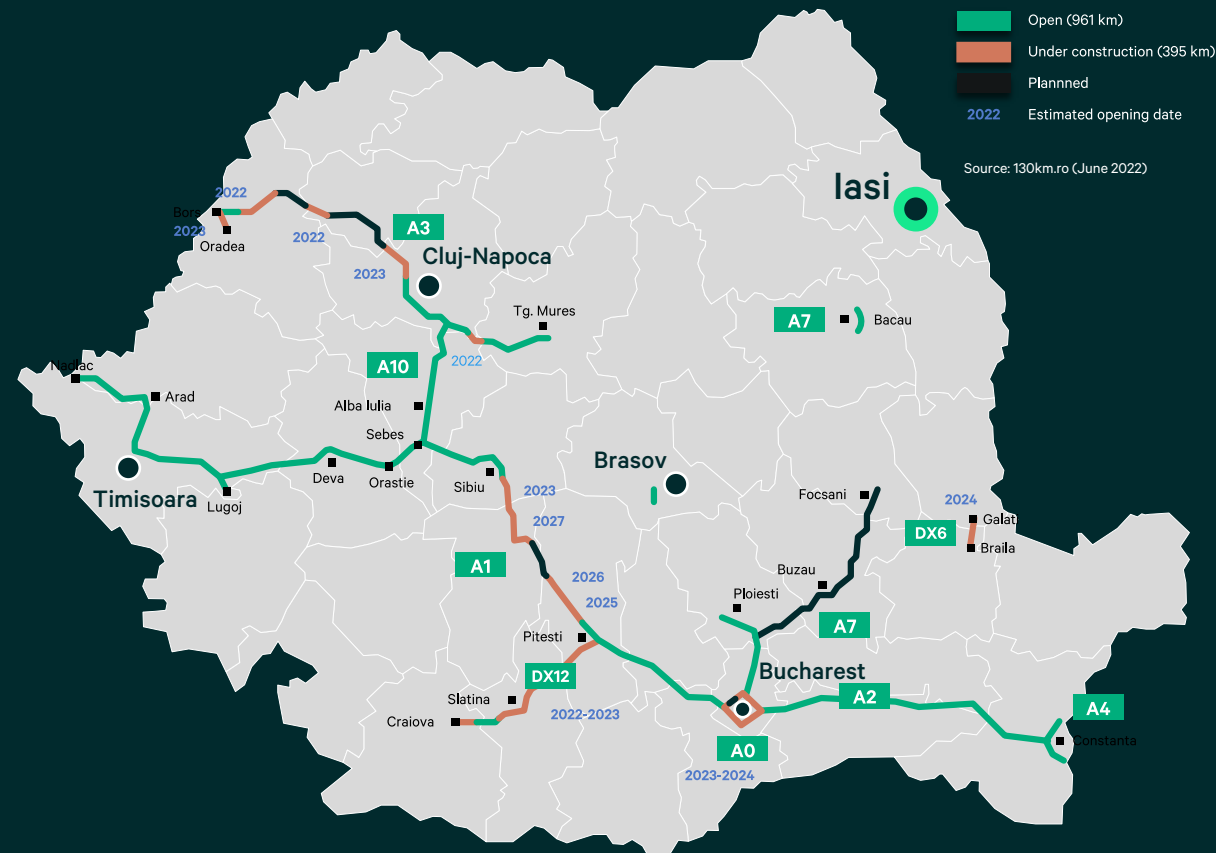 Open (961 km)
Under construction (395 km)
Plannned
2022 Estimated opening date
Source: 130km.ro (June 2022)
Iasi
2022
Bors
2023
Oradea
2022
A3
Cluj-Napoca
2023
Tg. Mures
A7
Bacau
2022
A10
Nadlac
Arad
Alba Iulia
Sebes
Timisoara
Lugoj
Deva
Orastie
Sibiu
Brasov
2023
2027
Focsani
2024
Galati
DX6
Braila
A1
2026
2025
Buzau
Ploiesti
A7
Pitesti
DX12
Bucharest
Slatina
Craiova
2022-2023
A2
A4
Constanta
A0
2023-2024